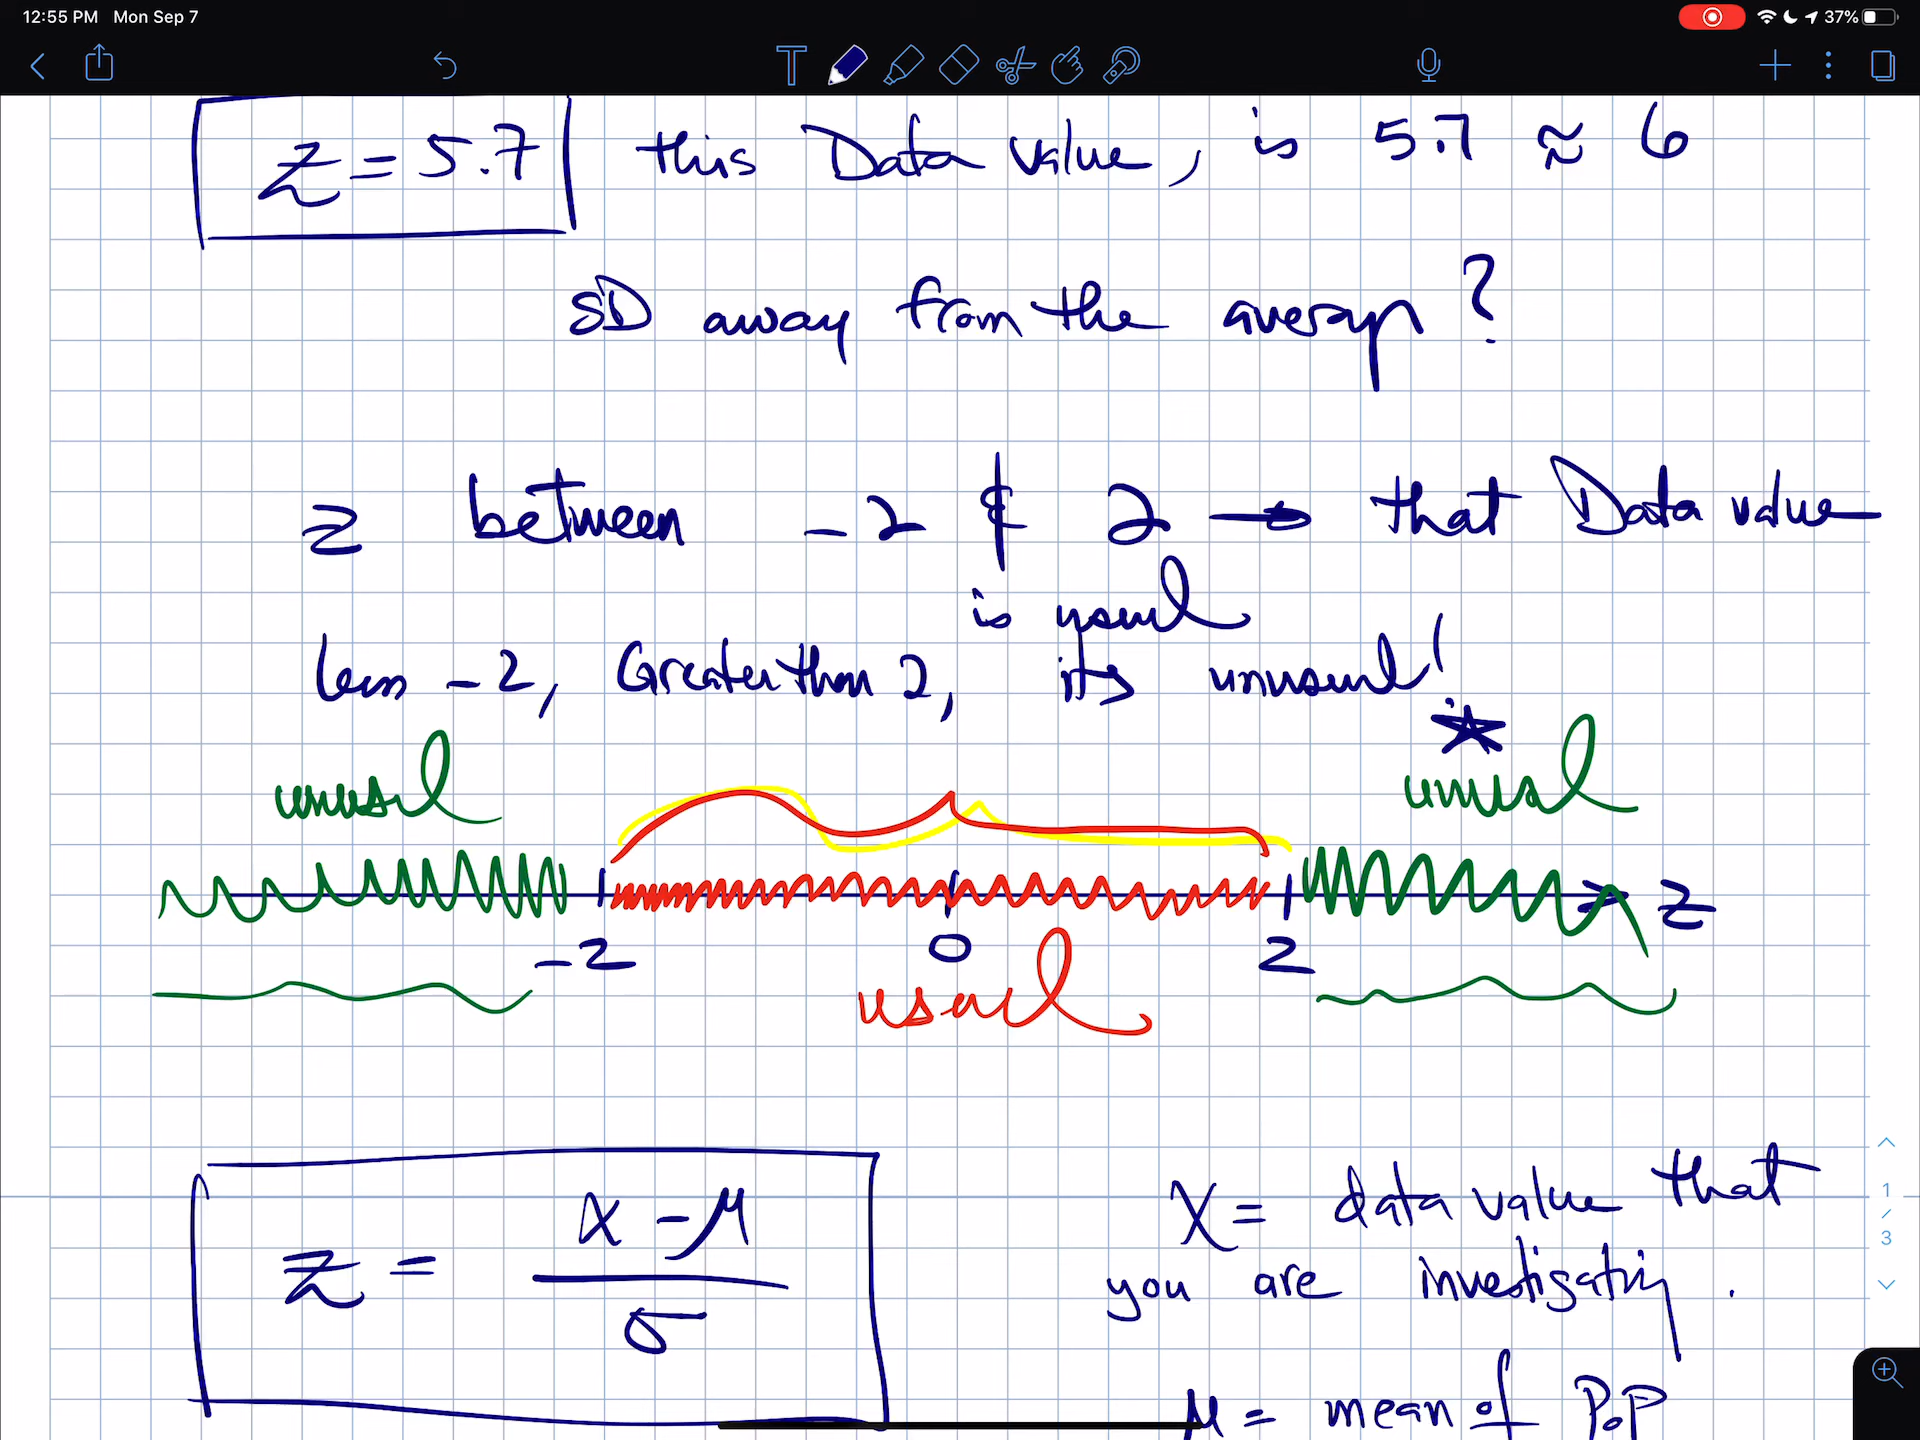 12:55 PM Mon Sep 7
37%
z = 5.7 this Data value, is 5.7 ≈ 6
SD away from the average?
z between -2 & 2 → that Data value
is usual
less -2, Greater than 2, its unusual!
unusal
unusal
-2 0 2 z
usual
z = x - μ / σ
X = data value that
you are investigating.
μ = mean of POP
1 / 3